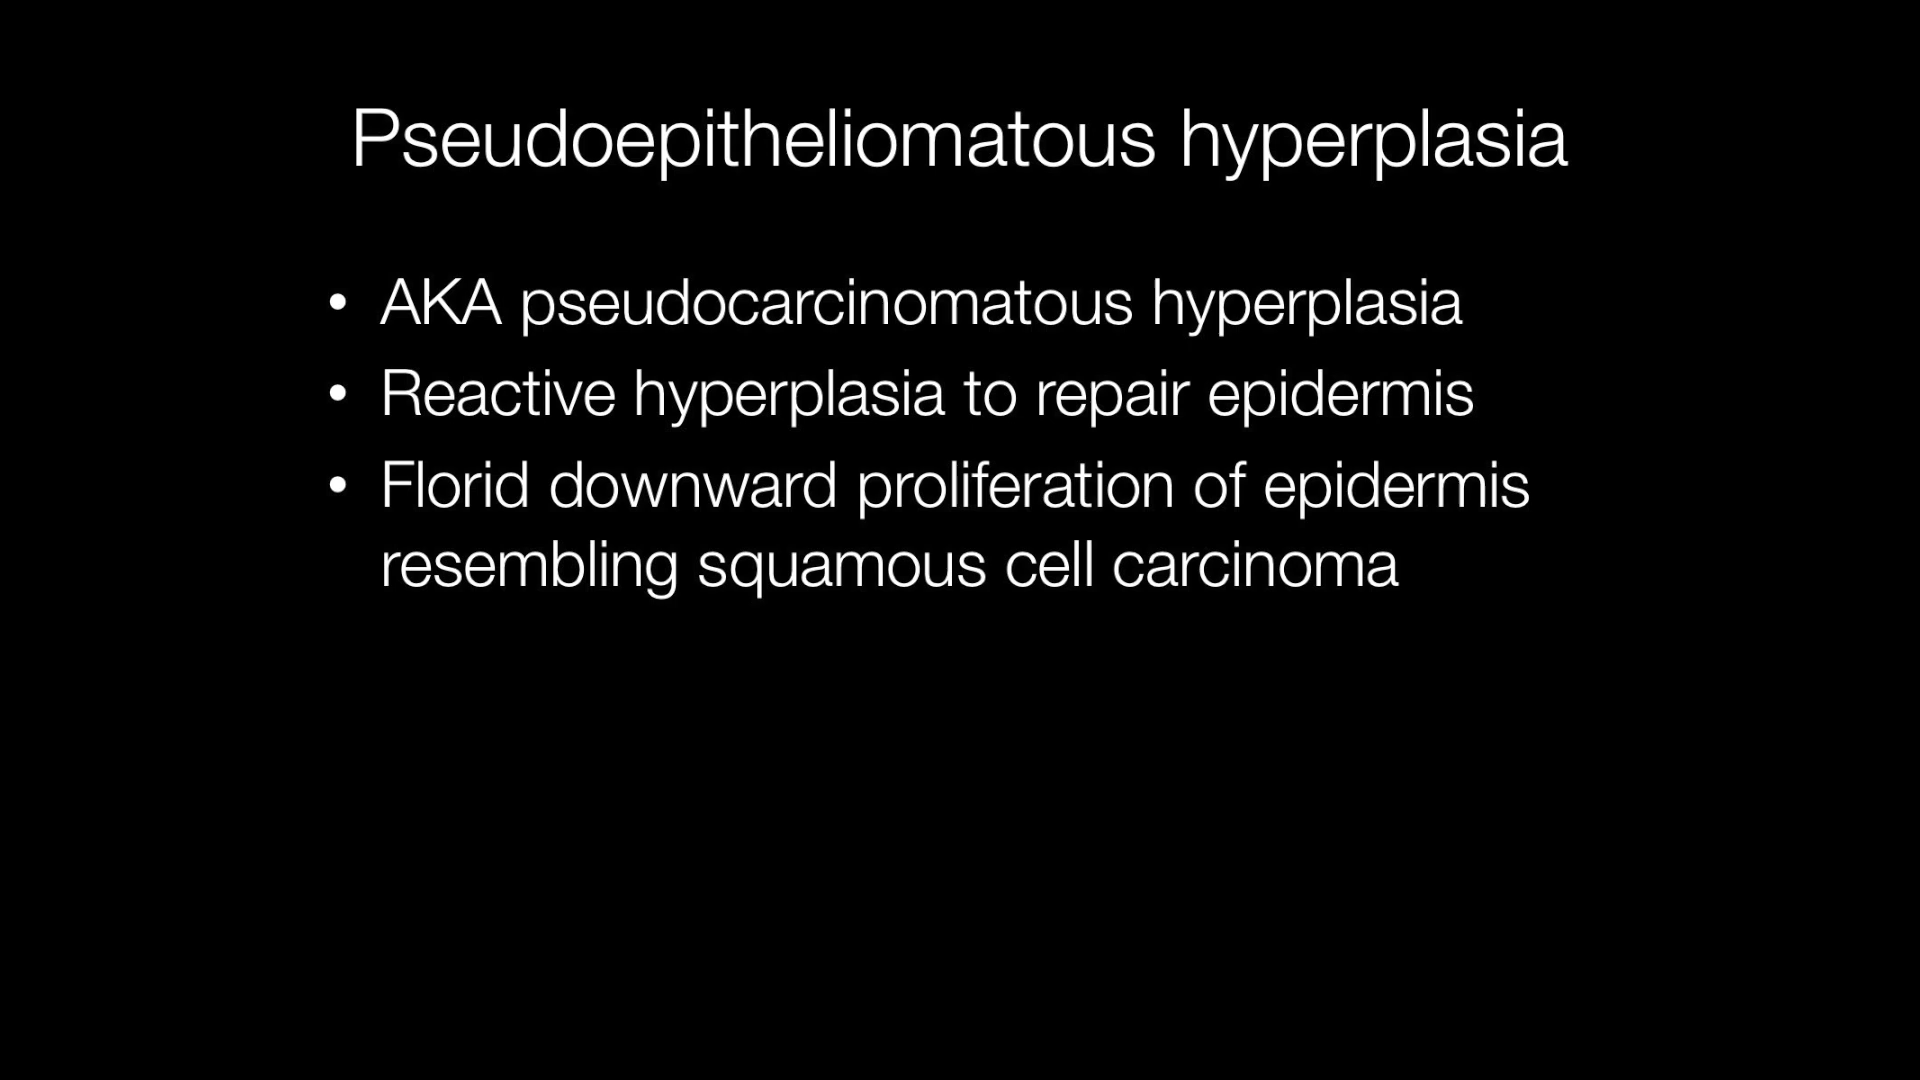 Pseudoepitheliomatous hyperplasia
• AKA pseudocarcinomatous hyperplasia
• Reactive hyperplasia to repair epidermis
• Florid downward proliferation of epidermis
resembling squamous cell carcinoma